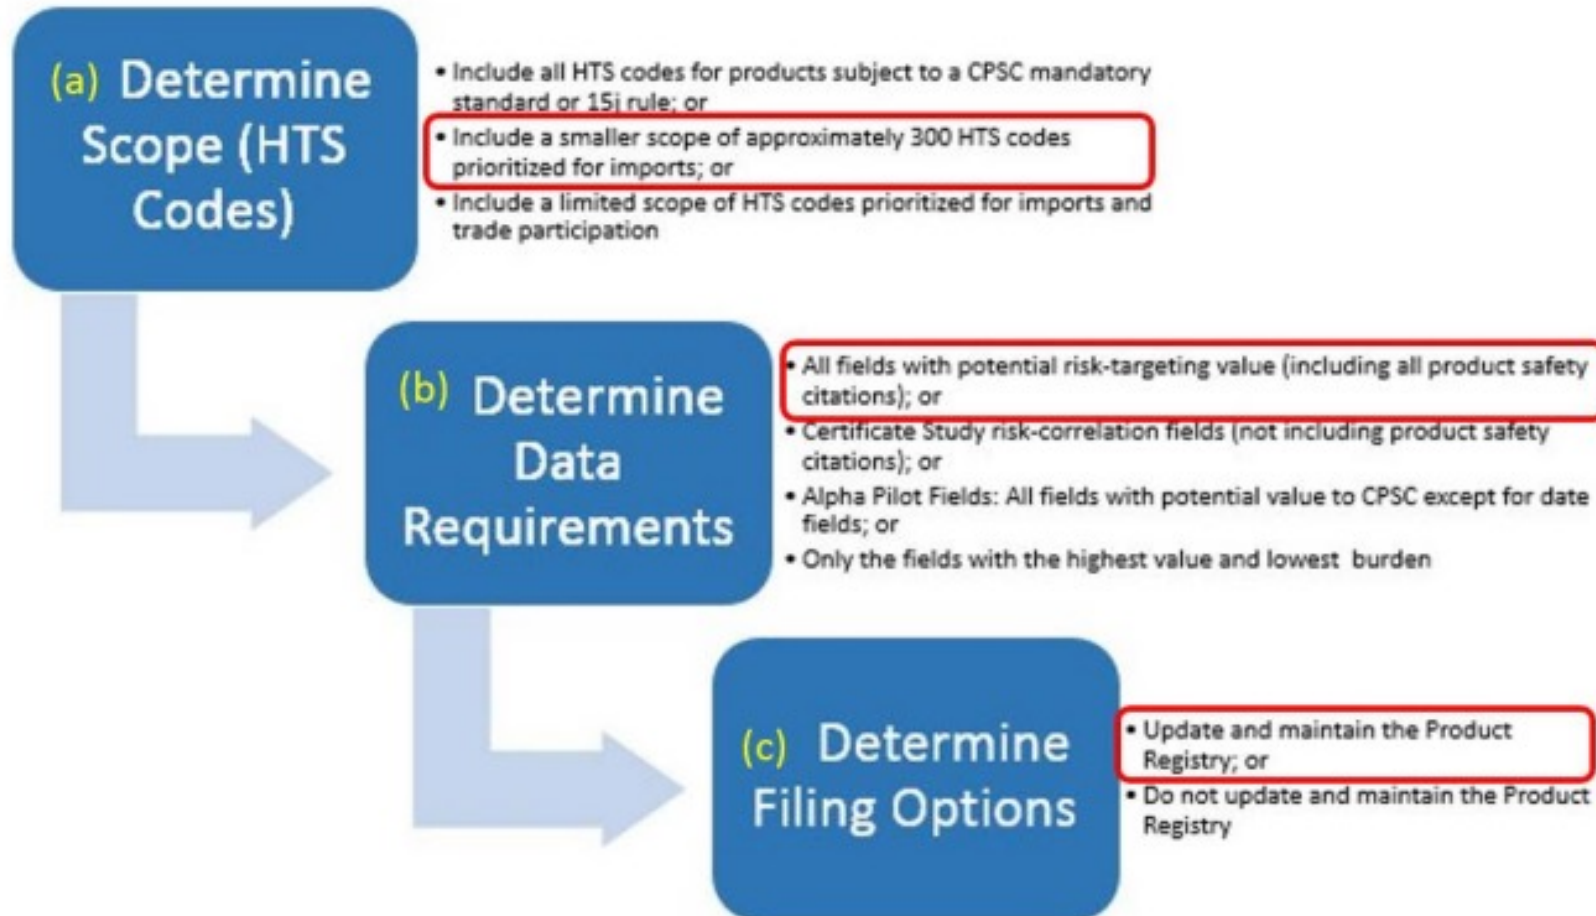 (a) Determine
Scope (HTS
Codes)
• Include all HTS codes for products subject to a CPSC mandatory
standard or 15j rule; or
• Include a smaller scope of approximately 300 HTS codes
prioritized for imports; or
• Include a limited scope of HTS codes prioritized for imports and
trade participation
(b) Determine
Data
Requirements
• All fields with potential risk-targeting value (including all product safety
citations); or
• Certificate Study risk-correlation fields (not including product safety
citations); or
• Alpha Pilot Fields: All fields with potential value to CPSC except for date
fields; or
• Only the fields with the highest value and lowest burden
(c) Determine
Filing Options
• Update and maintain the Product
Registry; or
• Do not update and maintain the Product
Registry